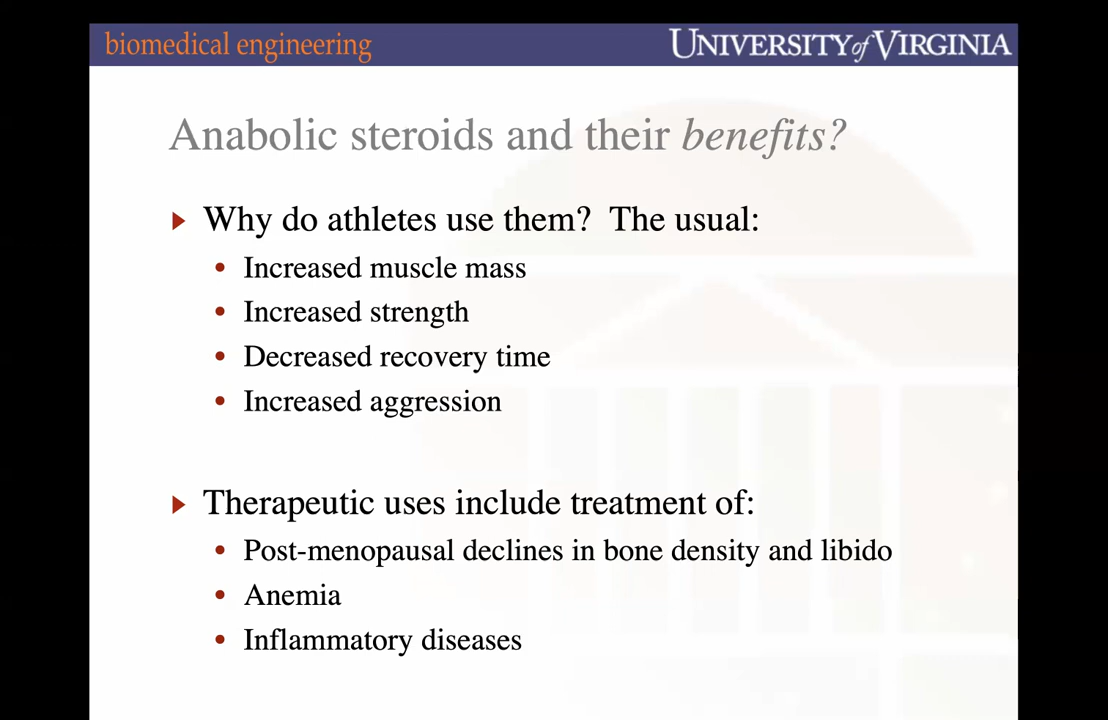 biomedical engineering
UNIVERSITY of VIRGINIA
Anabolic steroids and their benefits?
Why do athletes use them? The usual:
Increased muscle mass
Increased strength
Decreased recovery time
Increased aggression
Therapeutic uses include treatment of:
Post-menopausal declines in bone density and libido
Anemia
Inflammatory diseases